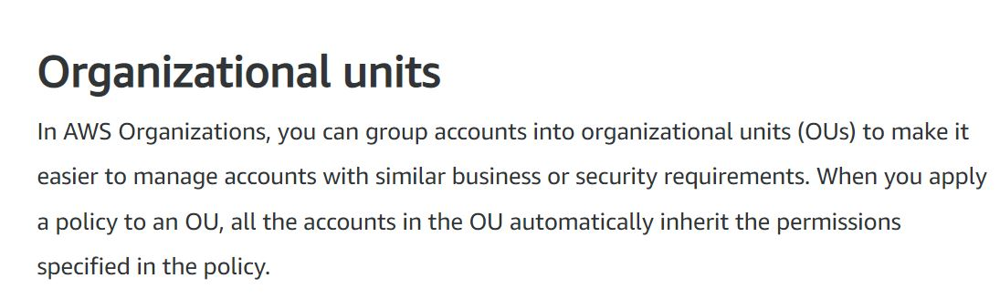 Organizational units
In AWS Organizations, you can group accounts into organizational units (OUs) to make it
easier to manage accounts with similar business or security requirements. When you apply
a policy to an OU, all the accounts in the OU automatically inherit the permissions
specified in the policy.